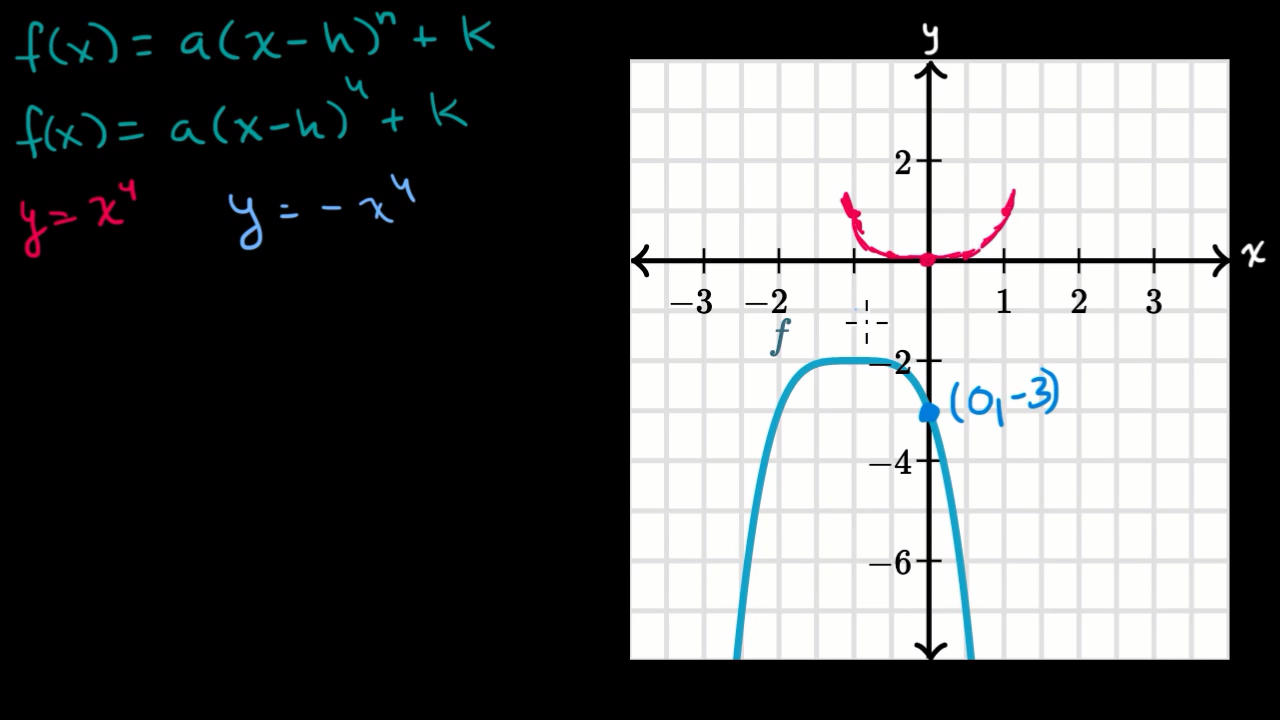 f(x) = a(x-h)ⁿ + k
f(x) = a(x-h)⁴ + k
y = x⁴ y = -x⁴
y
2
x
−3 −2 1 2 3
f
−2
(0,-3)
−4
−6